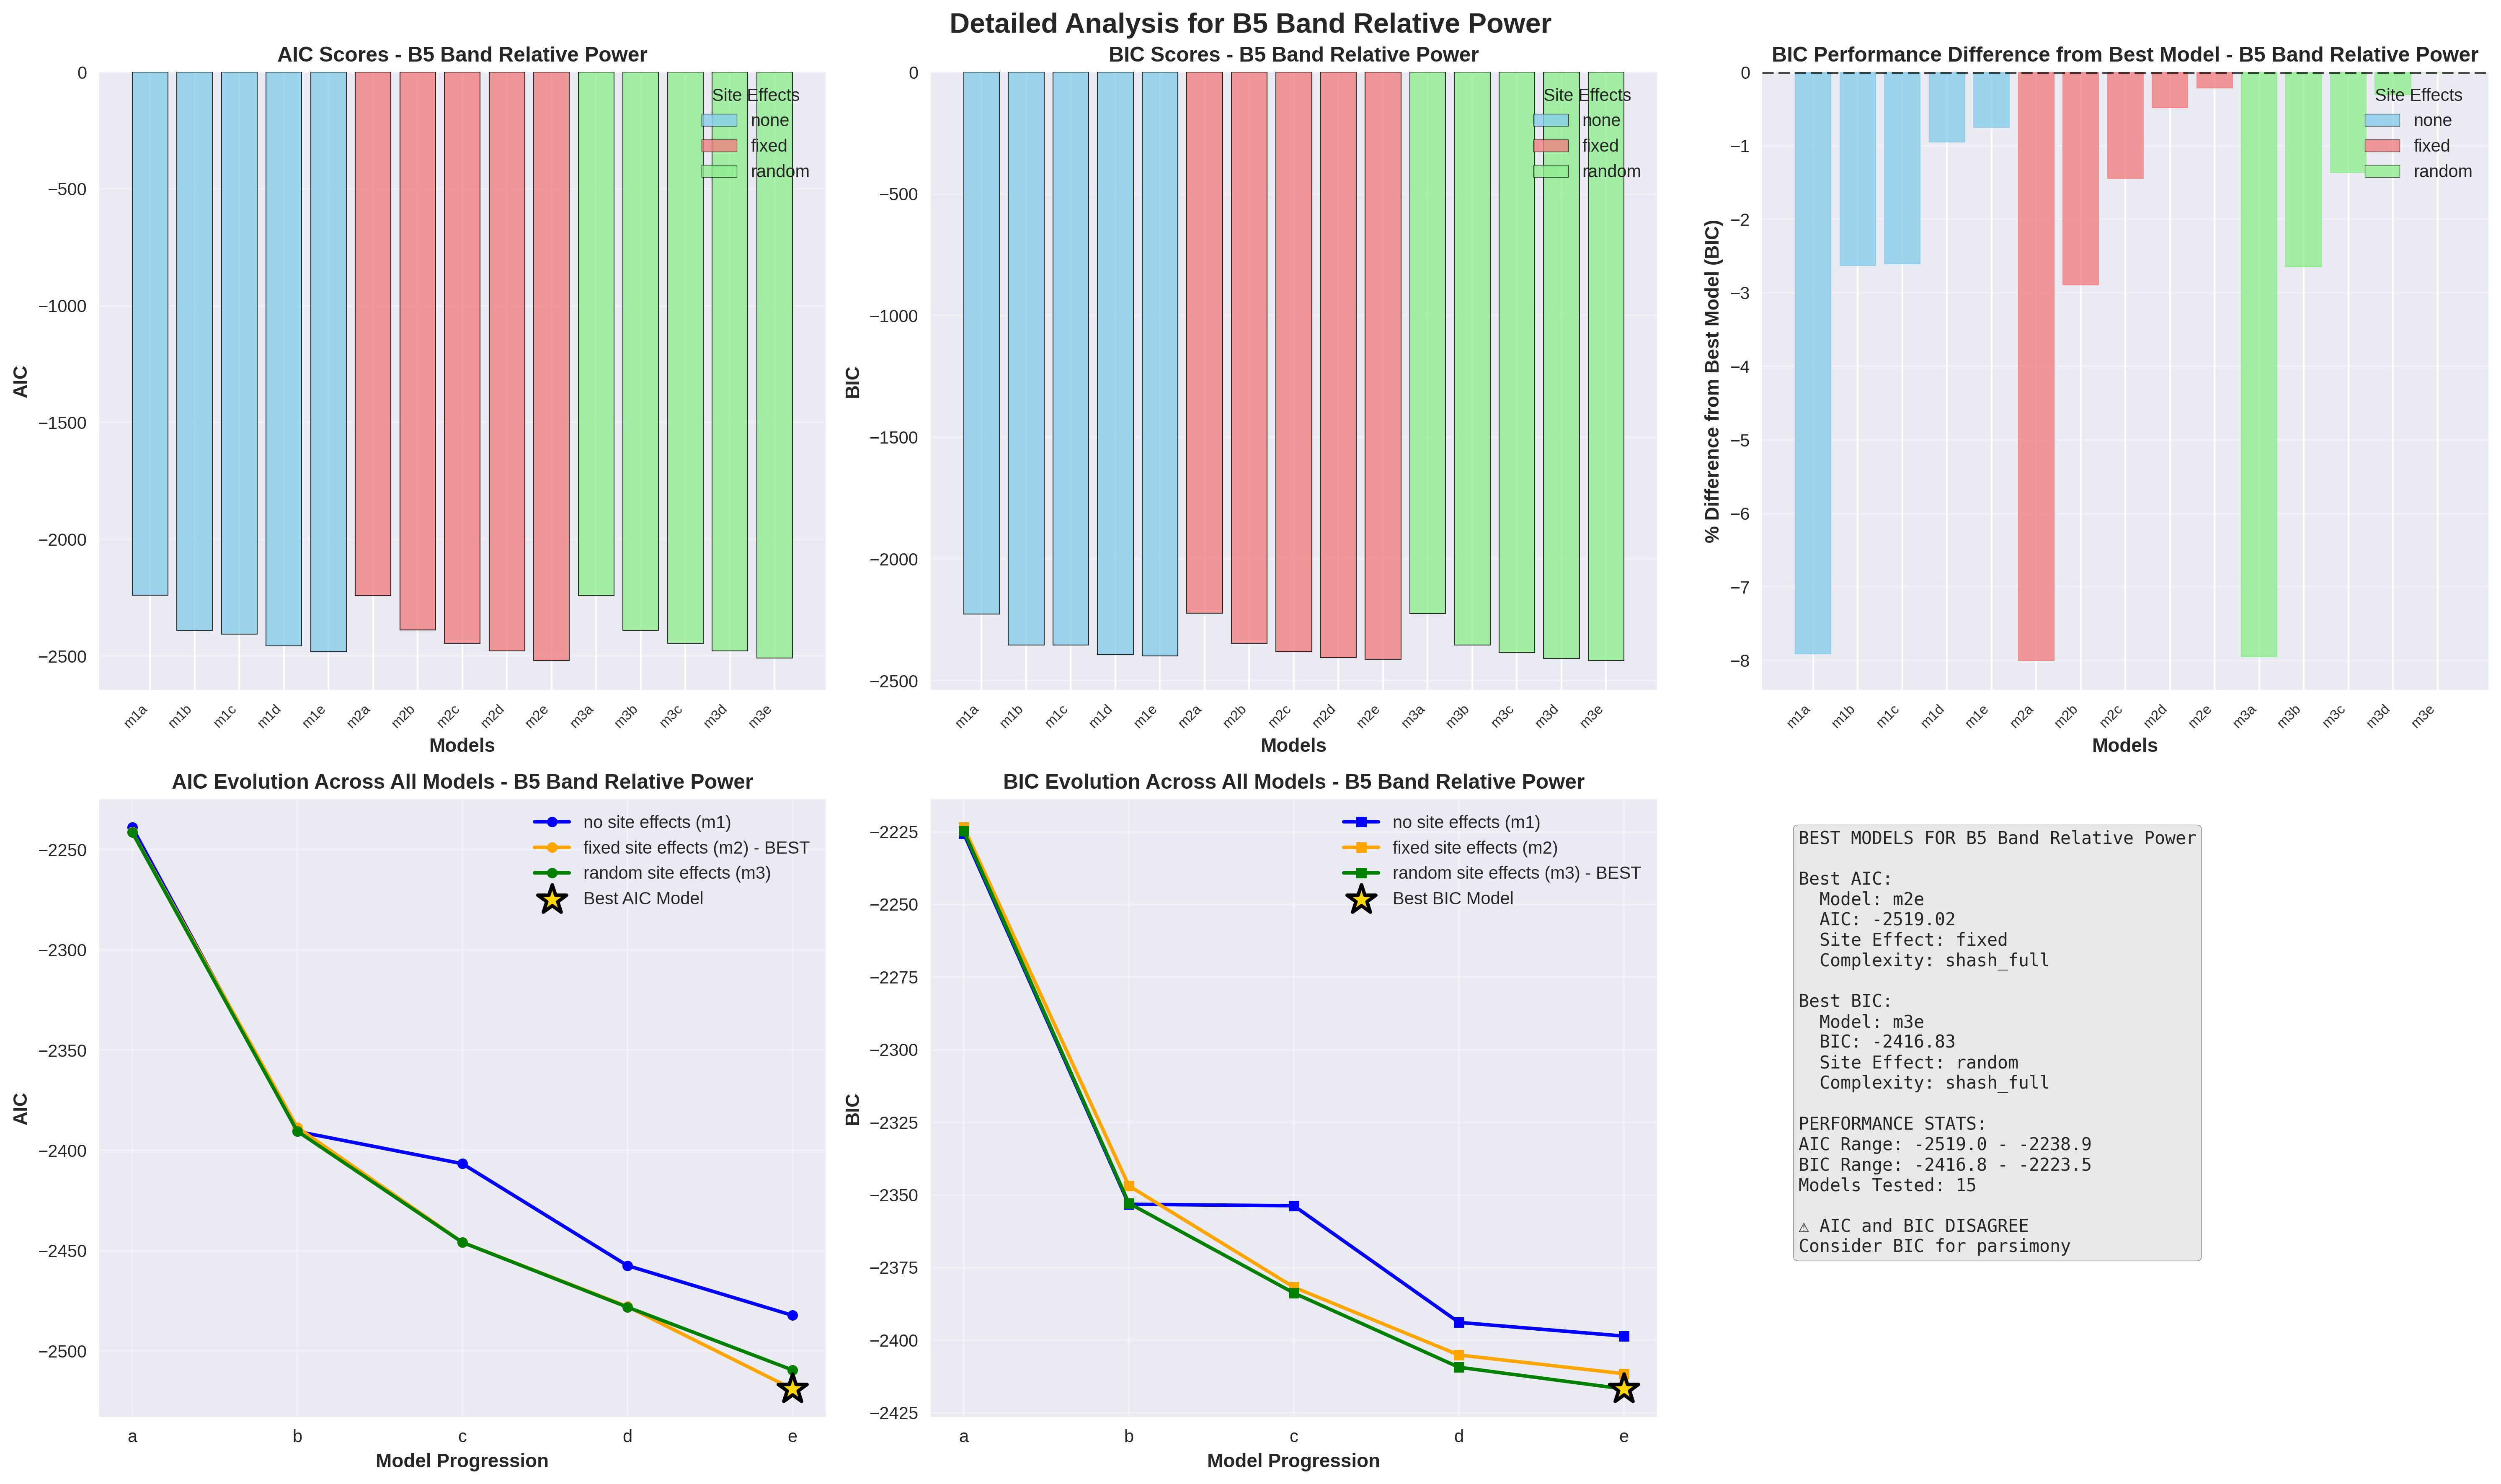 Detailed Analysis for B5 Band Relative Power
AIC Scores - B5 Band Relative Power
0
−500
−1000
−1500
−2000
−2500
AIC
Site Effects
none
fixed
random
m1a
m1b
m1c
m1d
m1e
m2a
m2b
m2c
m2d
m2e
m3a
m3b
m3c
m3d
m3e
Models
BIC Scores - B5 Band Relative Power
0
−500
−1000
−1500
−2000
−2500
BIC
Site Effects
none
fixed
random
m1a
m1b
m1c
m1d
m1e
m2a
m2b
m2c
m2d
m2e
m3a
m3b
m3c
m3d
m3e
Models
BIC Performance Difference from Best Model - B5 Band Relative Power
0
−1
−2
−3
−4
−5
−6
−7
−8
% Difference from Best Model (BIC)
Site Effects
none
fixed
random
m1a
m1b
m1c
m1d
m1e
m2a
m2b
m2c
m2d
m2e
m3a
m3b
m3c
m3d
m3e
Models
AIC Evolution Across All Models - B5 Band Relative Power
−2250
−2300
−2350
−2400
−2450
−2500
AIC
no site effects (m1)
fixed site effects (m2) - BEST
random site effects (m3)
Best AIC Model
a
b
c
d
e
Model Progression
BIC Evolution Across All Models - B5 Band Relative Power
−2225
−2250
−2275
−2300
−2325
−2350
−2375
−2400
−2425
BIC
no site effects (m1)
fixed site effects (m2)
random site effects (m3) - BEST
Best BIC Model
a
b
c
d
e
Model Progression
BEST MODELS FOR B5 Band Relative Power
Best AIC:
Model: m2e
AIC: -2519.02
Site Effect: fixed
Complexity: shash_full
Best BIC:
Model: m3e
BIC: -2416.83
Site Effect: random
Complexity: shash_full
PERFORMANCE STATS:
AIC Range: -2519.0 - -2238.9
BIC Range: -2416.8 - -2223.5
Models Tested: 15
⚠ AIC and BIC DISAGREE
Consider BIC for parsimony